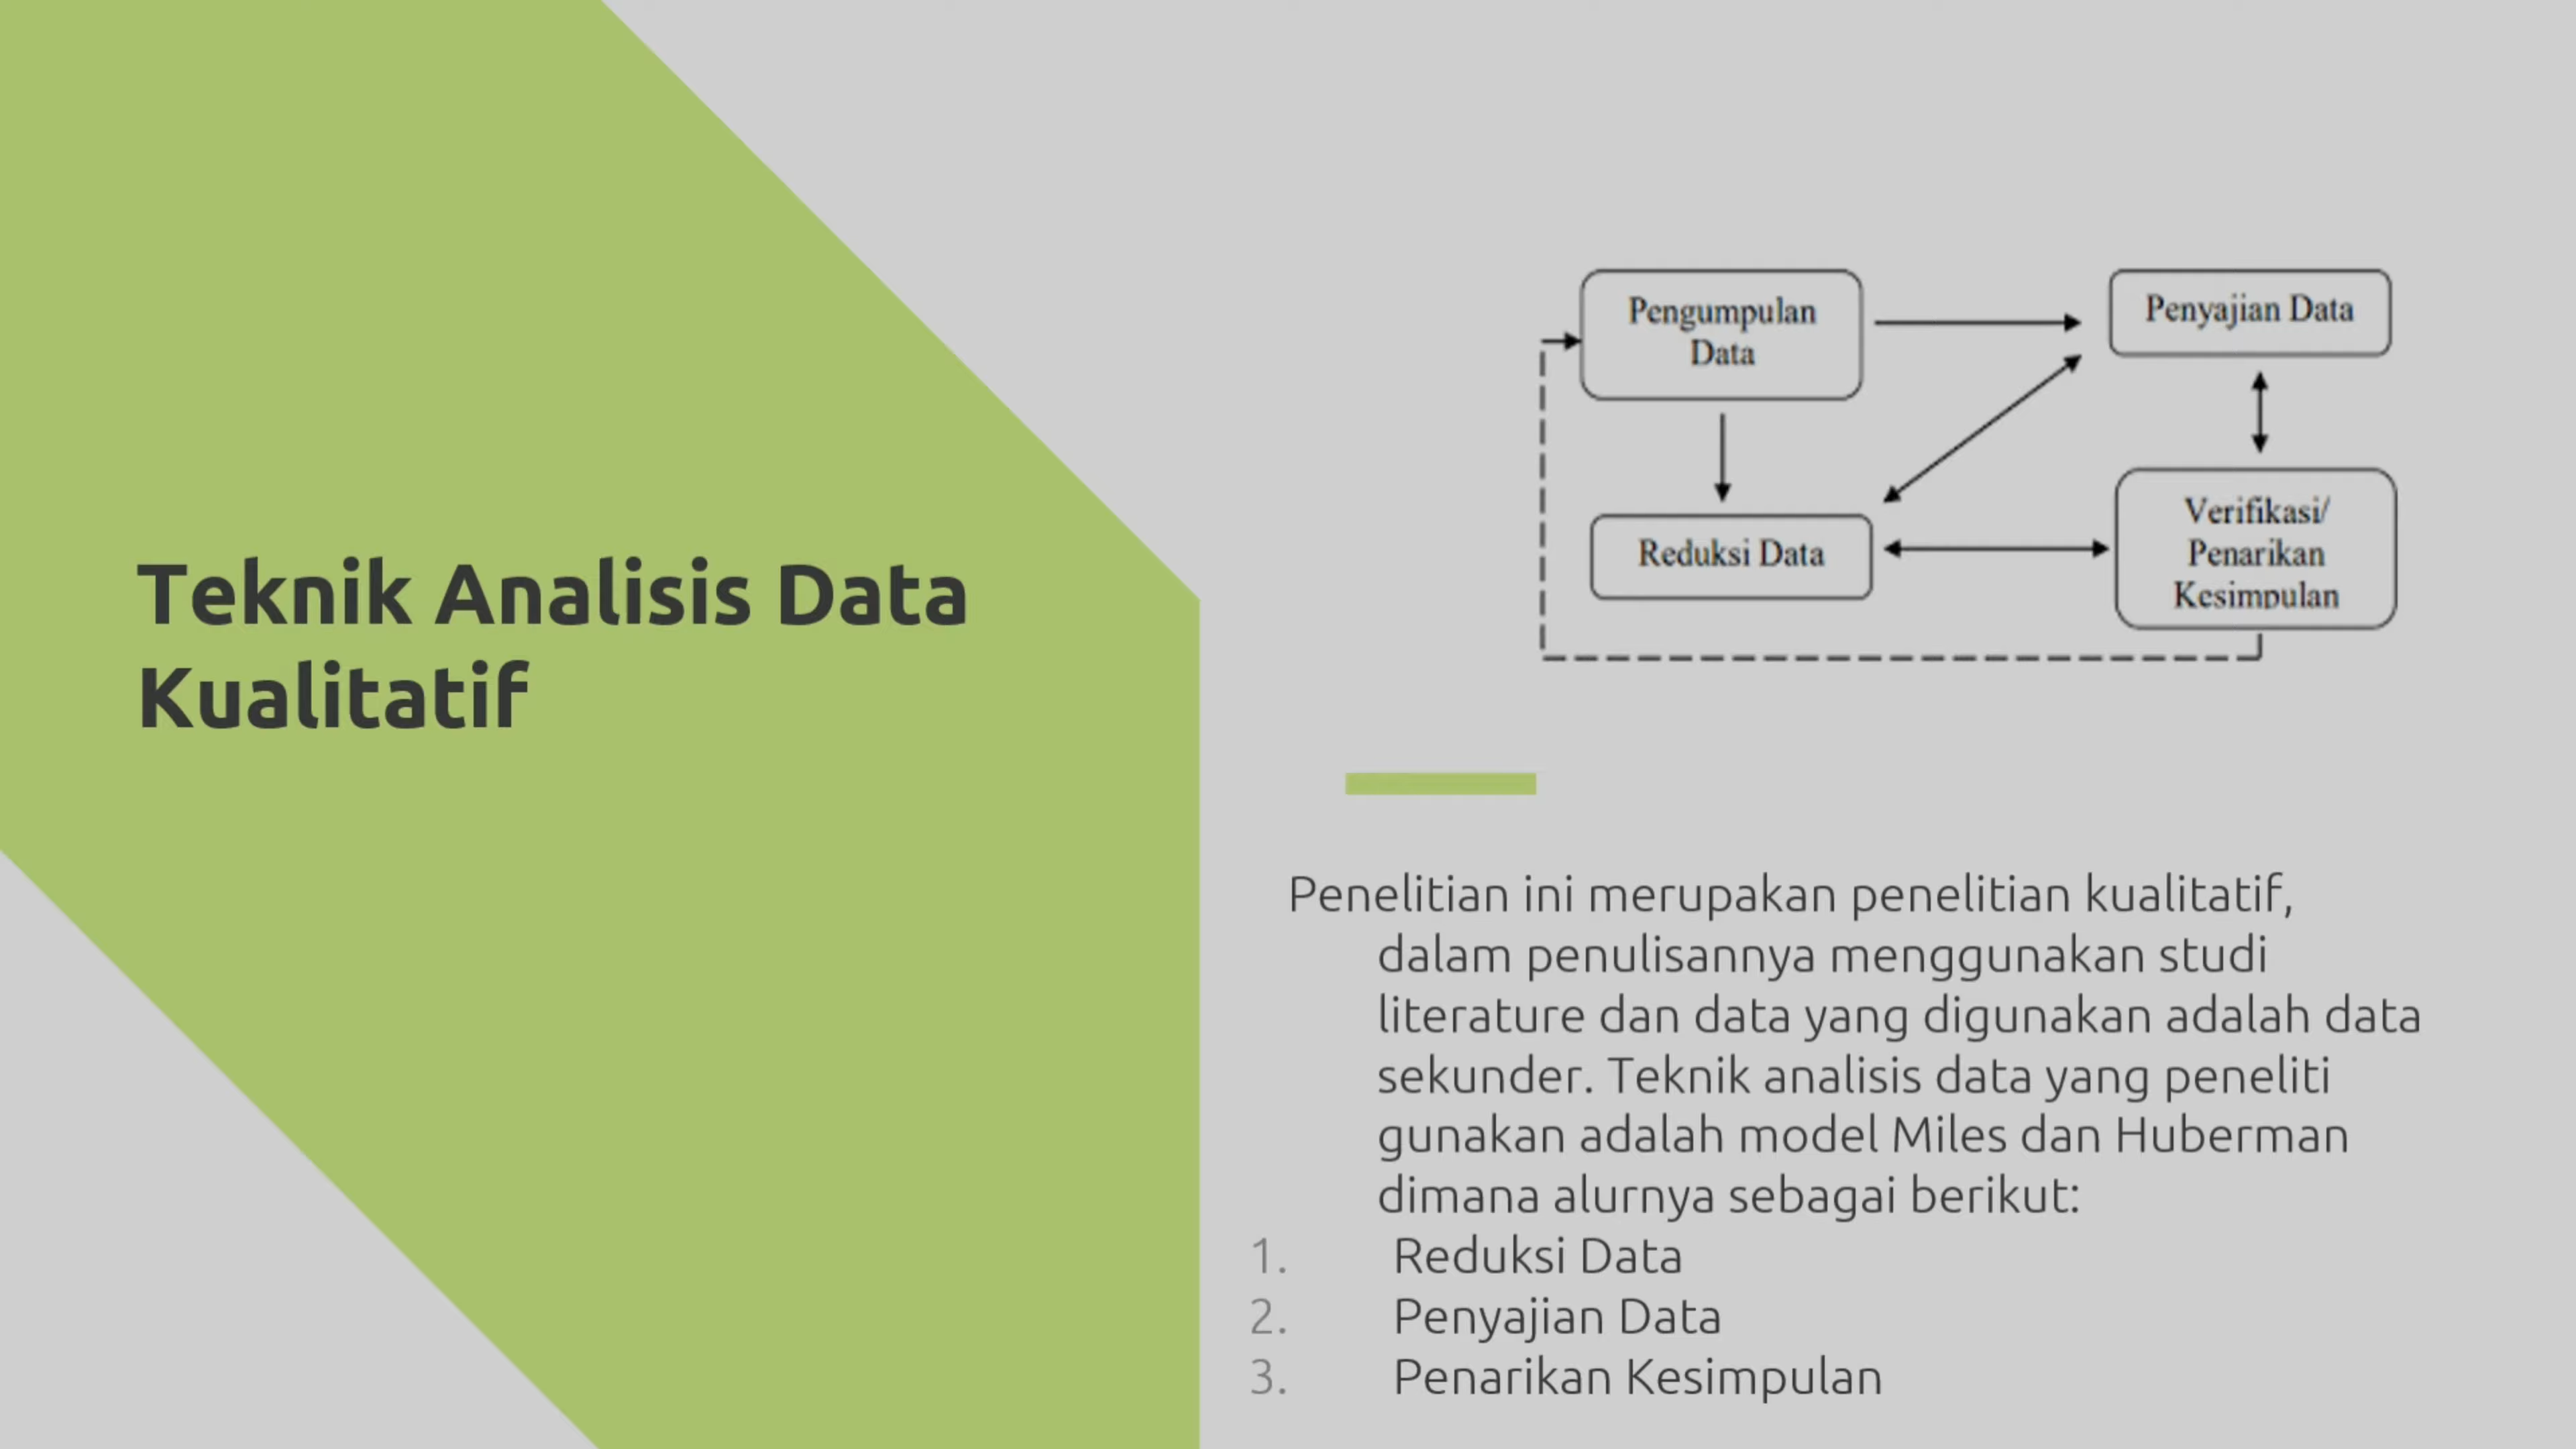 Teknik Analisis Data
Kualitatif
Pengumpulan
Data
Penyajian Data
Reduksi Data
Verifikasi/
Penarikan
Kesimpulan
Penelitian ini merupakan penelitian kualitatif,
dalam penulisannya menggunakan studi
literature dan data yang digunakan adalah data
sekunder. Teknik analisis data yang peneliti
gunakan adalah model Miles dan Huberman
dimana alurnya sebagai berikut:
1. Reduksi Data
2. Penyajian Data
3. Penarikan Kesimpulan